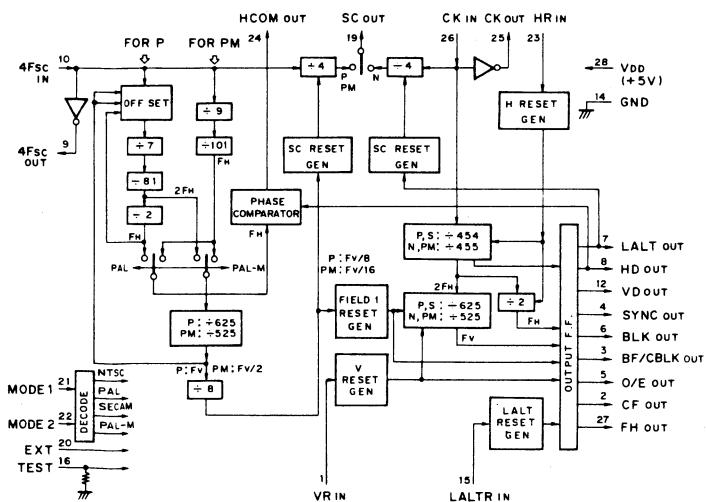 HCOM OUT
SC OUT
CK IN
CK OUT
HR IN
24
19
26
25
23
FOR P
FOR PM
10
4FSC
IN
÷4
P
PM
N
÷4
28
VDD
(+5V)
14
GND
OFF SET
÷9
H RESET
GEN
9
4FSC
OUT
÷7
÷101
FH
SC RESET
GEN
SC RESET
GEN
÷81
2FH
÷2
PHASE
COMPARATOR
FH
FH
P,S: ÷454
N,PM: ÷455
7
LALT OUT
8
HD OUT
PAL
PAL-M
P: FV/8
PM: FV/16
2FH
÷2
FH
12
VD OUT
P: ÷625
PM: ÷525
FIELD 1
RESET
GEN
P,S: ÷625
N,PM: ÷525
FV
OUTPUT F.F.
4
SYNC OUT
6
BLK OUT
3
BF/CBLK OUT
P:FV
PM:FV/2
÷8
V
RESET
GEN
5
O/E OUT
2
CF OUT
27
FH OUT
NTSC
PAL
SECAM
PAL-M
MODE 1
21
MODE 2
22
DECODE
LALT
RESET
GEN
EXT
20
TEST
16
1
VR IN
15
LALTR IN